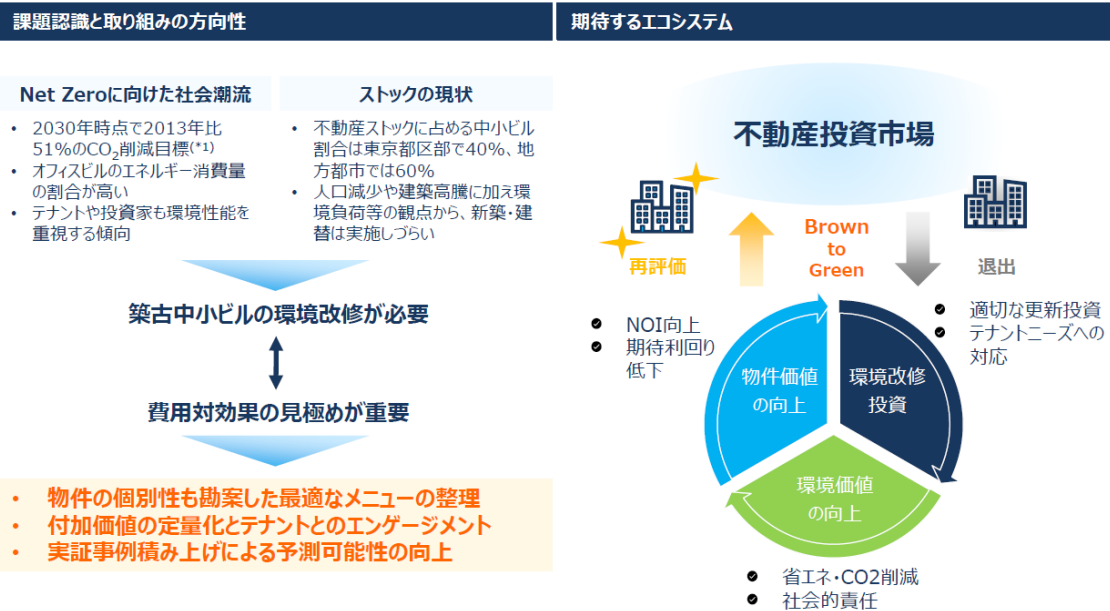 課題認識と取り組みの方向性
Net Zeroに向けた社会潮流
• 2030年時点で2013年比
51%のCO₂削減目標(*1)
• オフィスビルのエネルギー消費量
の割合が高い
• テナントや投資家も環境性能を
重視する傾向
ストックの現状
• 不動産ストックに占める中小ビル
割合は東京都区部で40%、地
方都市では60%
• 人口減少や建築高騰に加え環
境負荷等の観点から、新築・建
替は実施しづらい
築古中小ビルの環境改修が必要
費用対効果の見極めが重要
• 物件の個別性も勘案した最適なメニューの整理
• 付加価値の定量化とテナントとのエンゲージメント
• 実証事例積み上げによる予測可能性の向上
期待するエコシステム
不動産投資市場
再評価
Brown
to
Green
退出
NOI向上
期待利回り
低下
適切な更新投資
テナントニーズへの
対応
物件価値
の向上
環境改修
投資
環境価値
の向上
省エネ・CO2削減
社会的責任